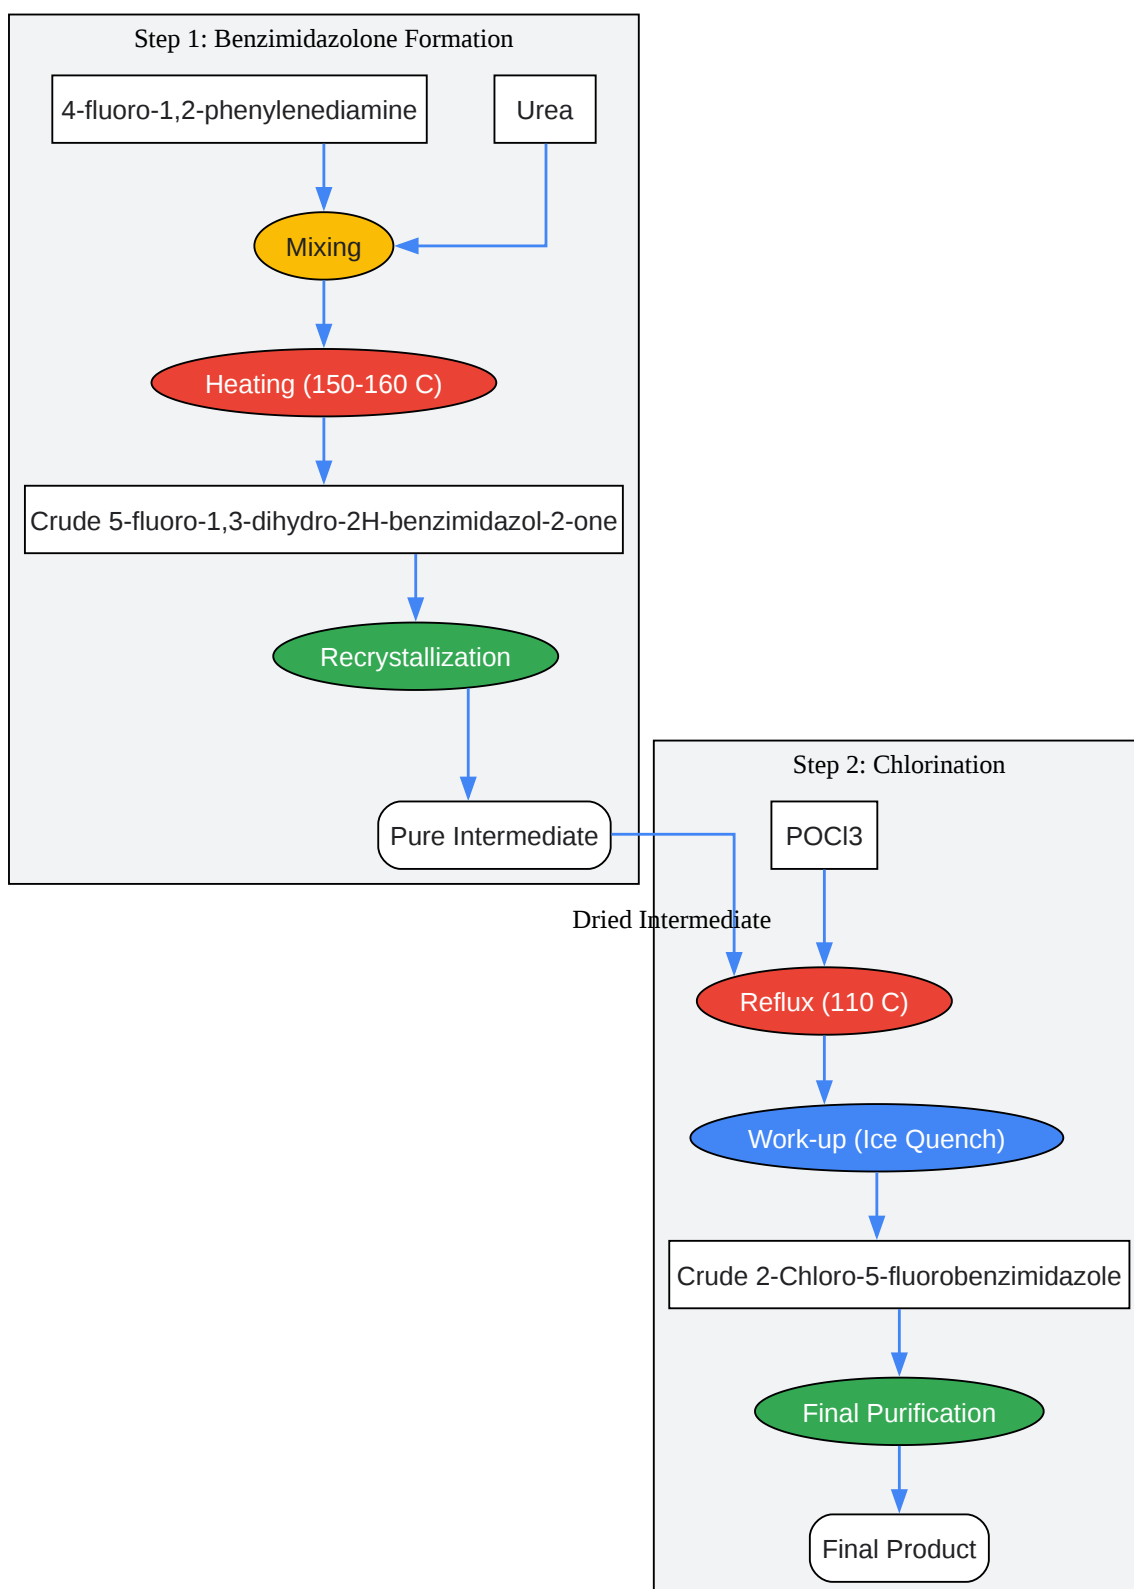 Step 1: Benzimidazolone Formation
4-fluoro-1,2-phenylenediamine
Urea
Mixing
Heating (150-160 C)
Crude 5-fluoro-1,3-dihydro-2H-benzimidazol-2-one
Recrystallization
Pure Intermediate
Step 2: Chlorination
POCl3
Dried Intermediate
Reflux (110 C)
Work-up (Ice Quench)
Crude 2-Chloro-5-fluorobenzimidazole
Final Purification
Final Product